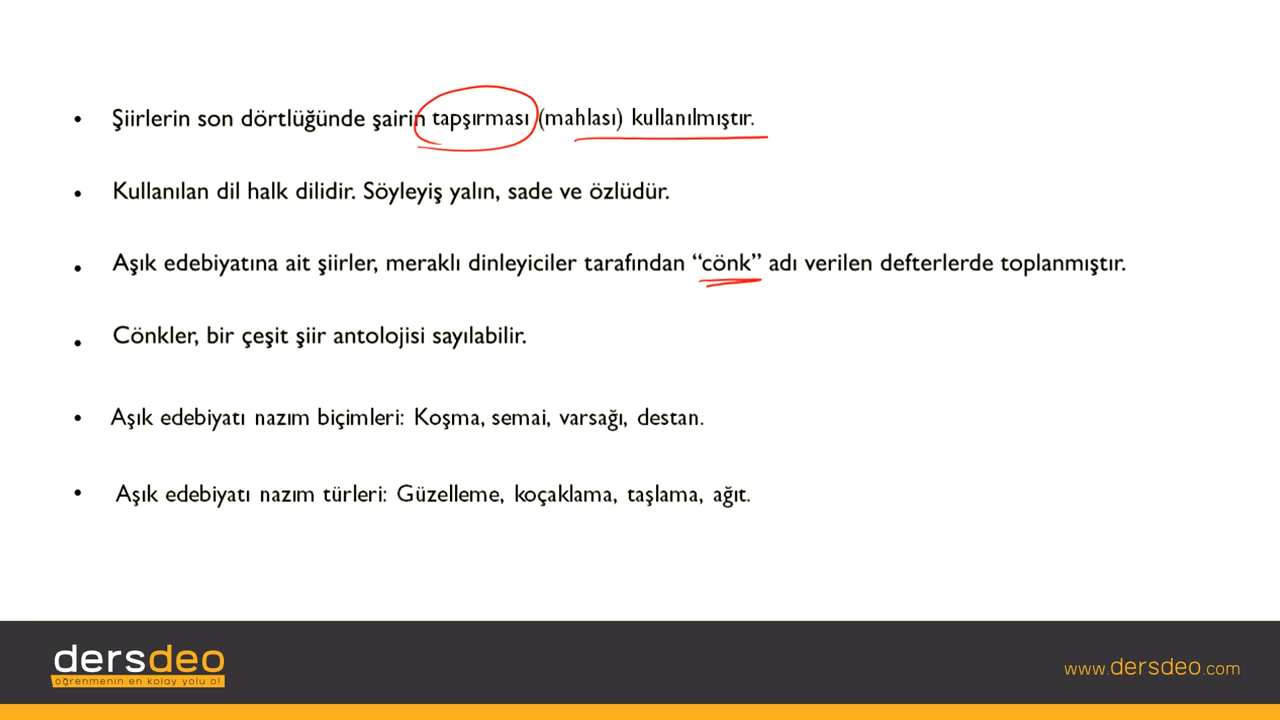 • Şiirlerin son dörtlüğünde şairin tapşırması (mahlası) kullanılmıştır.
• Kullanılan dil halk dilidir. Söyleyiş yalın, sade ve özlüdür.
• Aşık edebiyatına ait şiirler, meraklı dinleyiciler tarafından “cönk” adı verilen defterlerde toplanmıştır.
• Cönkler, bir çeşit şiir antolojisi sayılabilir.
• Aşık edebiyatı nazım biçimleri: Koşma, semai, varsağı, destan.
• Aşık edebiyatı nazım türleri: Güzelleme, koçaklama, taşlama, ağıt.
dersdeo
öğrenmenin en kolay yolu o!
www.dersdeo.com